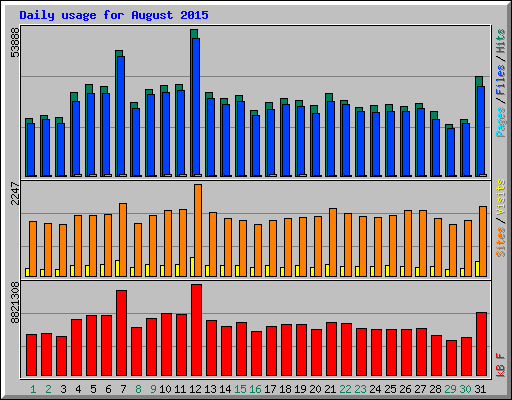 Daily usage for August 2015
53888
Pages / Files / Hits
2247
Sites / Visits
8821308
kB F
1 2 3 4 5 6 7 8 9 10 11 12 13 14 15 16 17 18 19 20 21 22 23 24 25 26 27 28 29 30 31